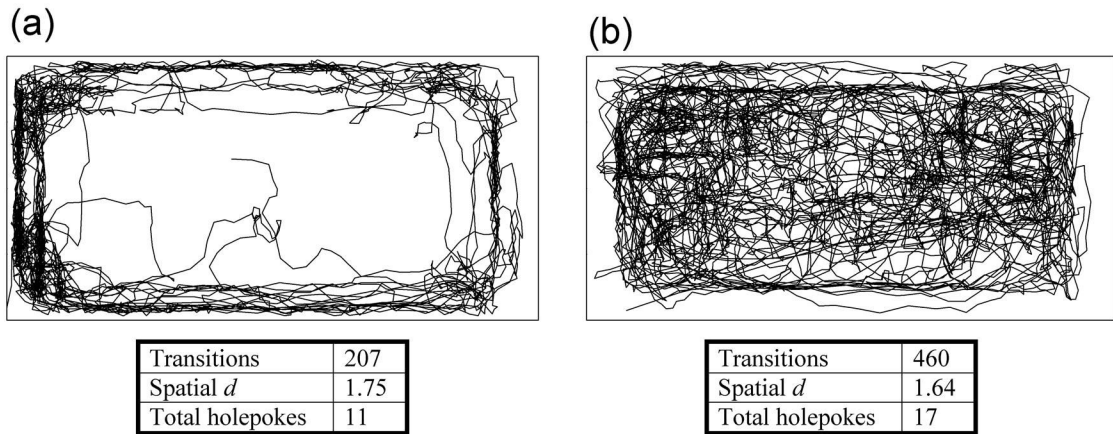 (a)
(b)
Transitions 207
Spatial d 1.75
Total holepokes 11
Transitions 460
Spatial d 1.64
Total holepokes 17